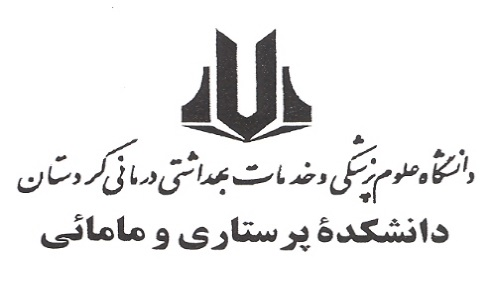 دانشگاه علوم پزشکی و خدمات بهداشتی درمانی کردستان
دانشکدهٔ پرستاری و مامائی